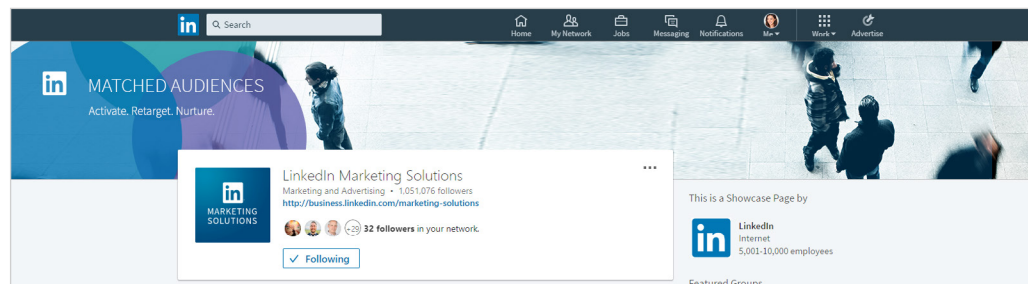 in
Search
Home
My Network
Jobs
Messaging
Notifications
Me
Work
Advertise
in
MATCHED AUDIENCES
Activate. Retarget. Nurture.
in
MARKETING
SOLUTIONS
LinkedIn Marketing Solutions
Marketing and Advertising • 1,051,076 followers
http://business.linkedin.com/marketing-solutions
+29
32 followers in your network.
✓ Following
This is a Showcase Page by
in
LinkedIn
Internet
5,001-10,000 employees
Featured Groups